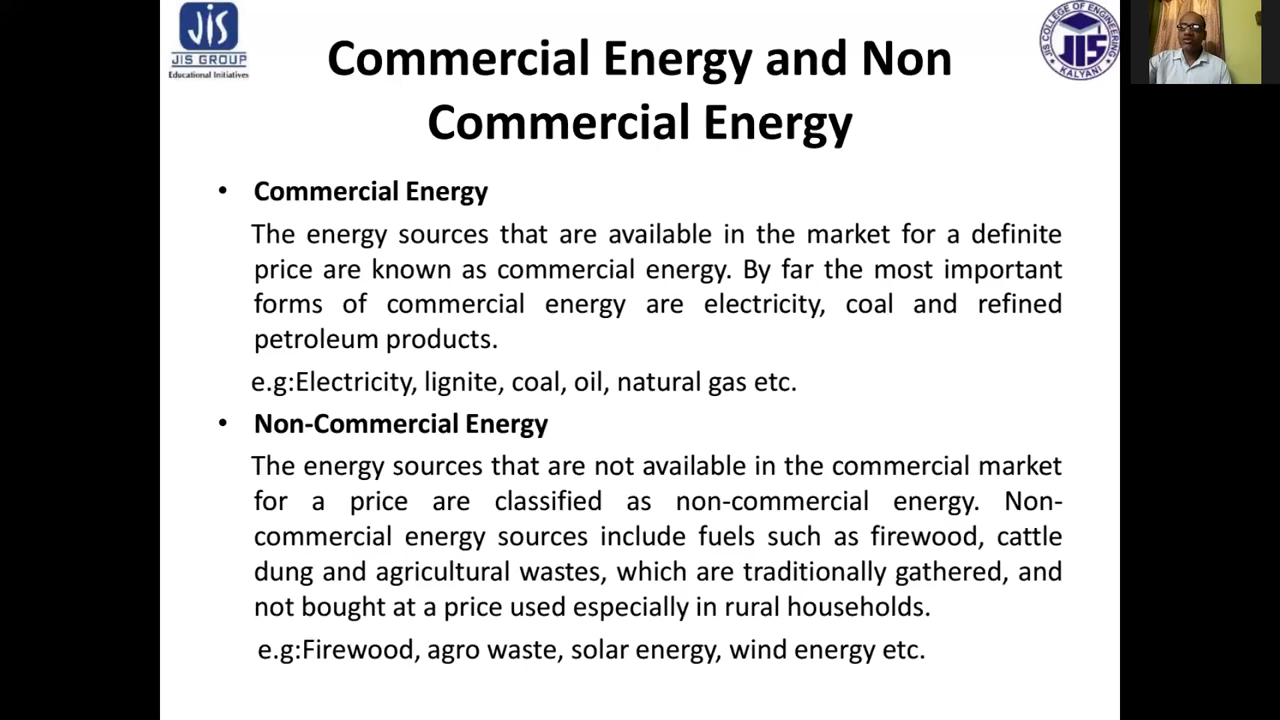 JIS
JIS GROUP
Educational Initiatives
JIS COLLEGE OF ENGINEERING
JIS
KALYANI
Commercial Energy and Non
Commercial Energy
• Commercial Energy
The energy sources that are available in the market for a definite
price are known as commercial energy. By far the most important
forms of commercial energy are electricity, coal and refined
petroleum products.
e.g:Electricity, lignite, coal, oil, natural gas etc.
• Non-Commercial Energy
The energy sources that are not available in the commercial market
for a price are classified as non-commercial energy. Non-
commercial energy sources include fuels such as firewood, cattle
dung and agricultural wastes, which are traditionally gathered, and
not bought at a price used especially in rural households.
e.g:Firewood, agro waste, solar energy, wind energy etc.